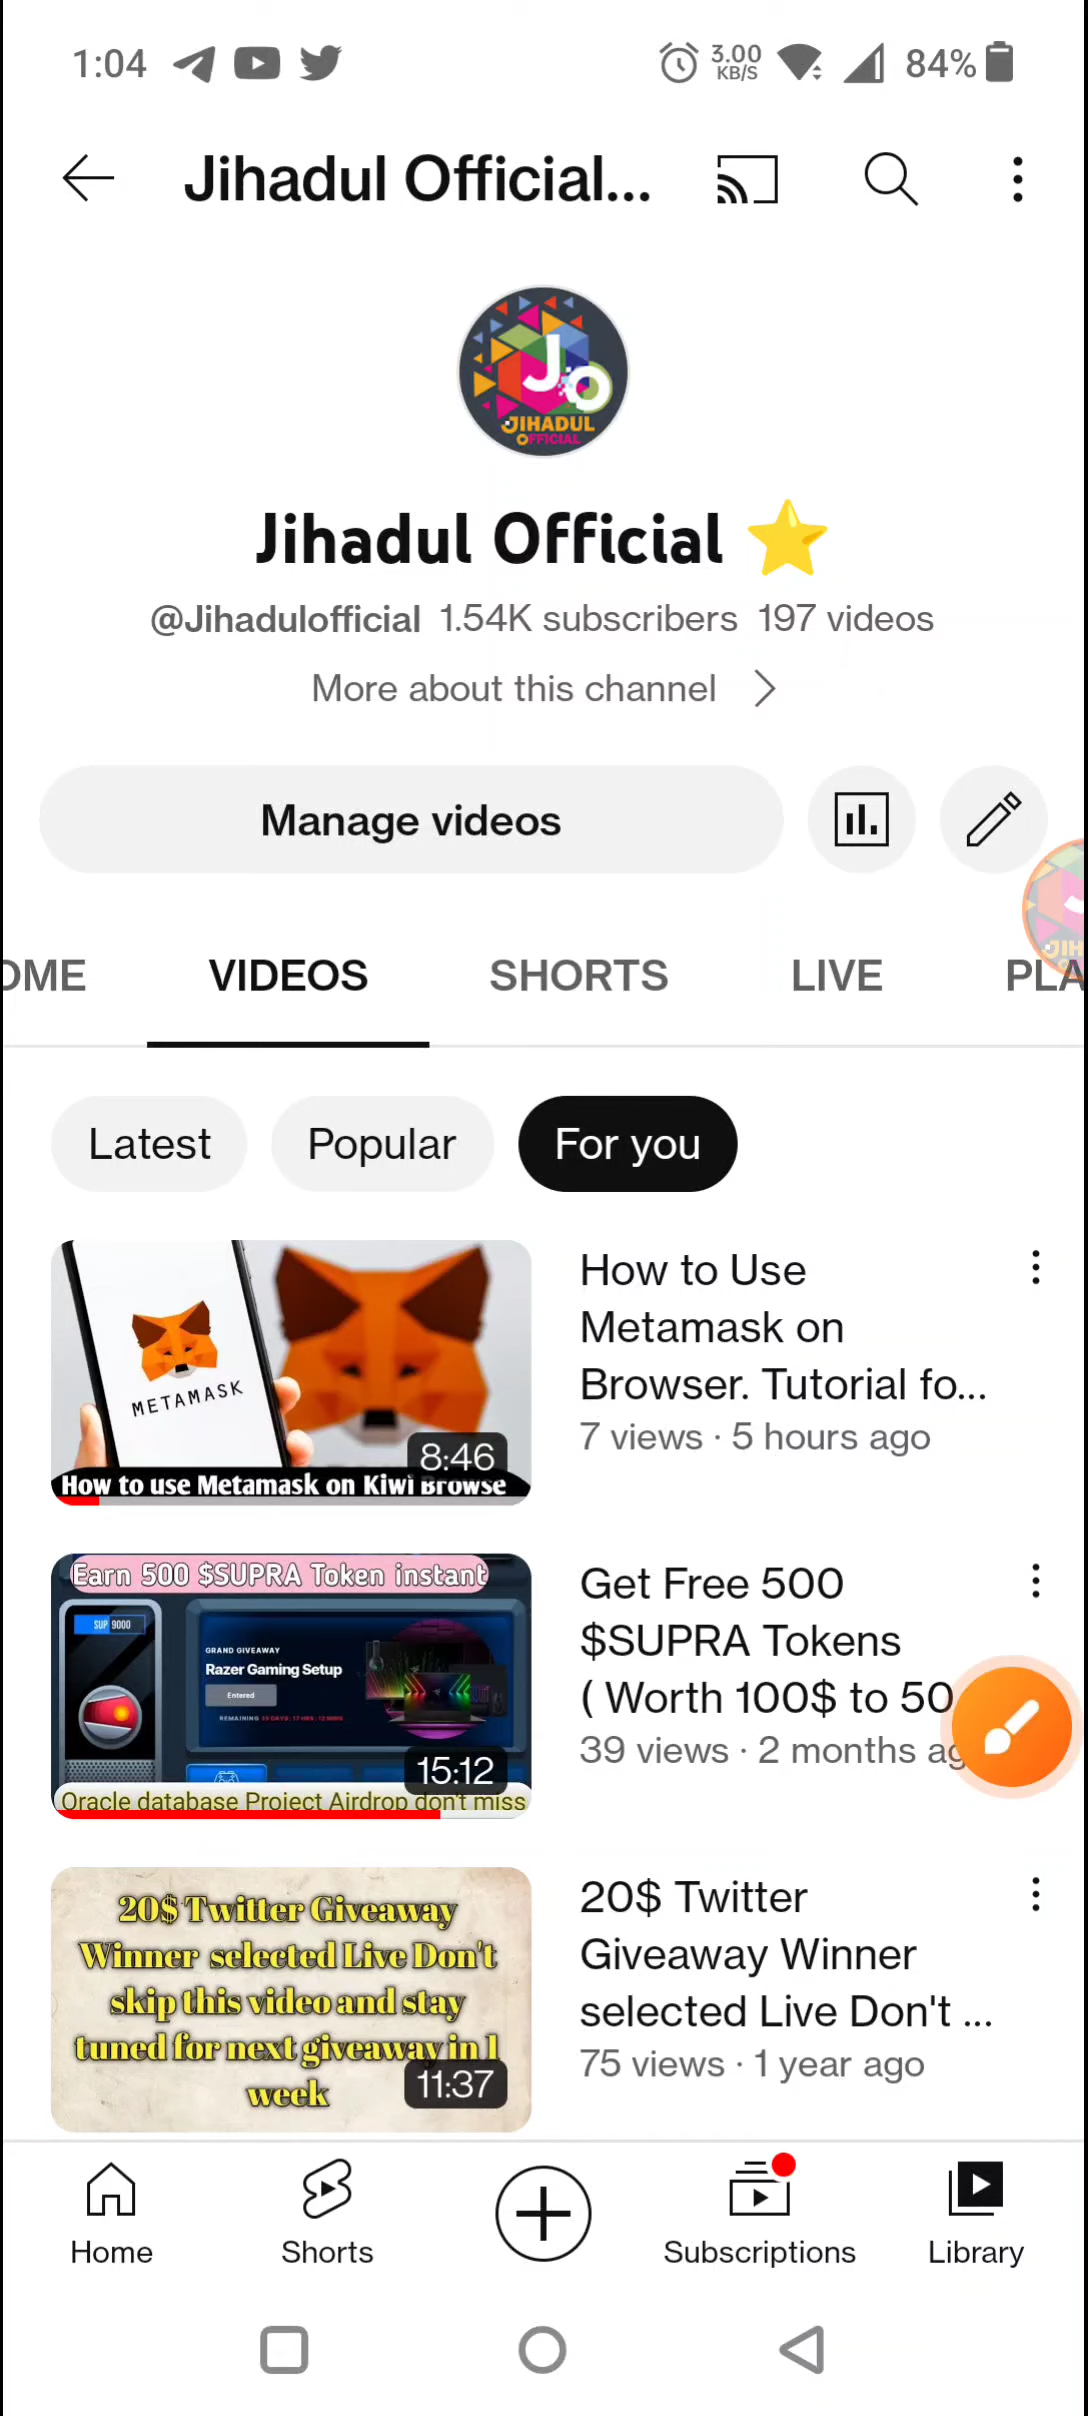 1:04
3.00
KB/S
84%
Jihadul Official...
JO
JIHADUL
OFFICIAL
Jihadul Official ⭐
@Jihadulofficial 1.54K subscribers 197 videos
More about this channel
Manage videos
OME VIDEOS SHORTS LIVE PLA
Latest Popular For you
METAMASK
8:46
How to use Metamask on Kiwi Browse
How to Use
Metamask on
Browser. Tutorial fo...
7 views · 5 hours ago
Earn 500 $SUPRA Token instant
SUP 9000
GRAND GIVEAWAY
Razer Gaming Setup
Entered
REMAINING
15:12
Oracle database Project Airdrop don't miss
Get Free 500
$SUPRA Tokens
( Worth 100$ to 50
39 views · 2 months ag
20$ Twitter Giveaway
Winner selected Live Don't
skip this video and stay
tuned for next giveaway in 1
week
11:37
20$ Twitter
Giveaway Winner
selected Live Don't ...
75 views · 1 year ago
Home Shorts Subscriptions Library